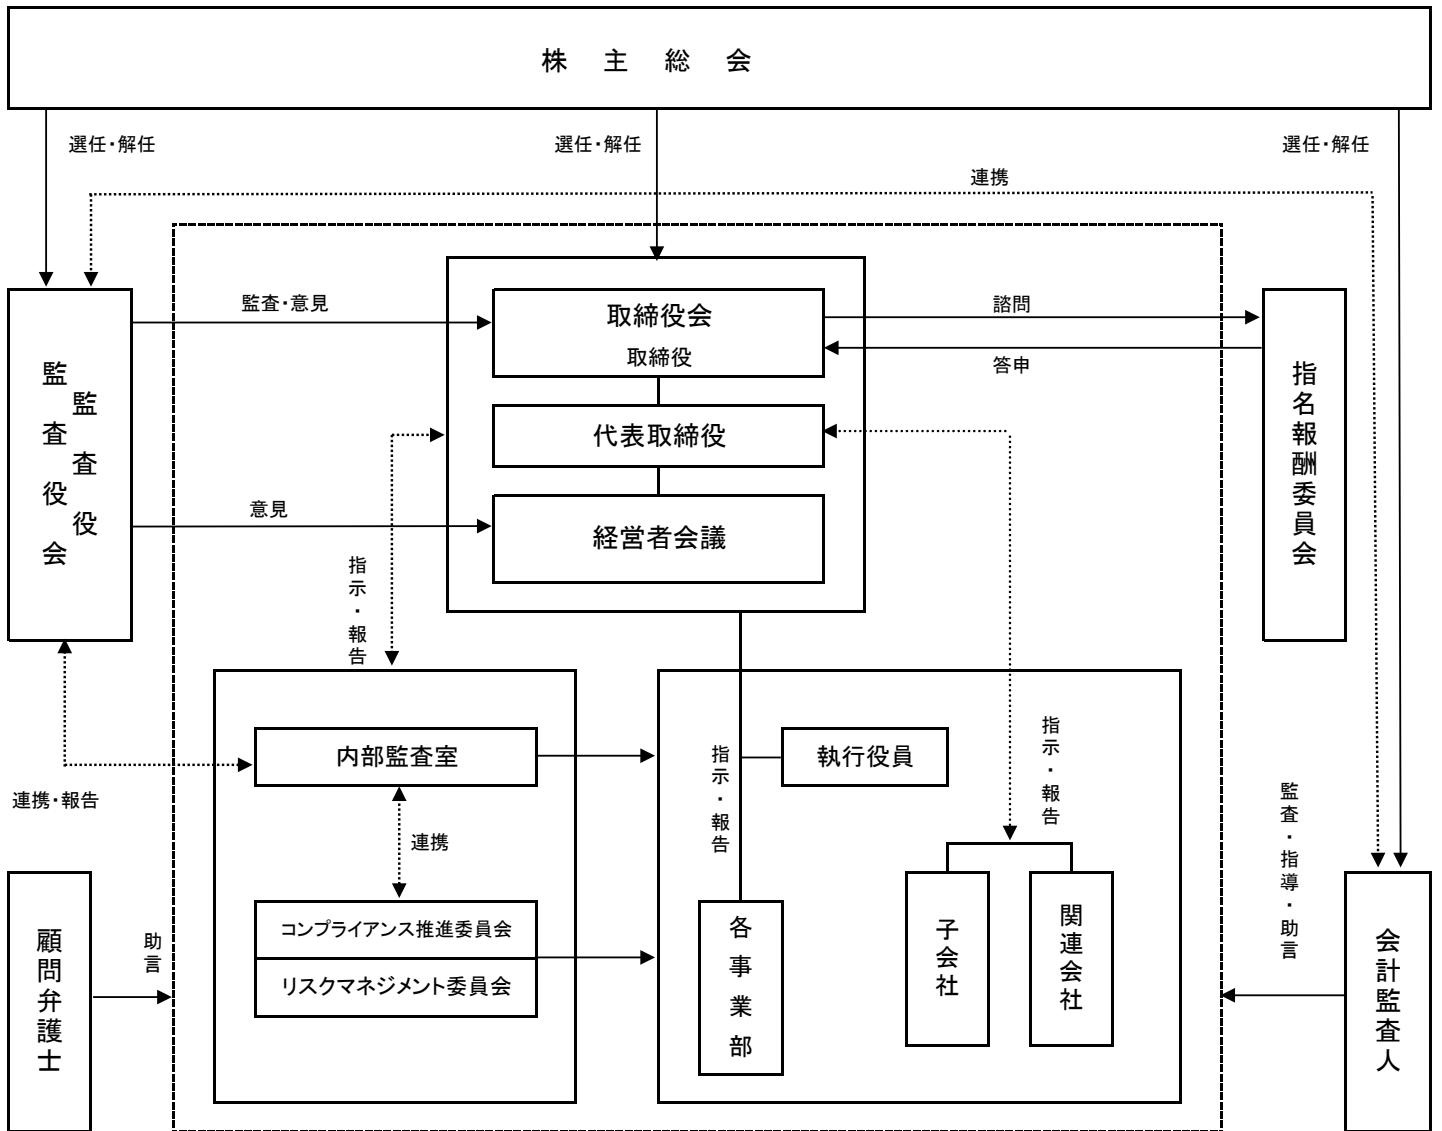 株主総会
選任・解任
選任・解任
選任・解任
連携
監査・意見
取締役会
取締役
諮問
答申
監査役会
監査役
代表取締役
指名報酬委員会
意見
経営者会議
指示・報告
内部監査室
指示・報告
執行役員
指示・報告
連携・報告
連携
監査・指導・助言
顧問弁護士
助言
コンプライアンス推進委員会
リスクマネジメント委員会
各事業部
子会社
関連会社
会計監査人